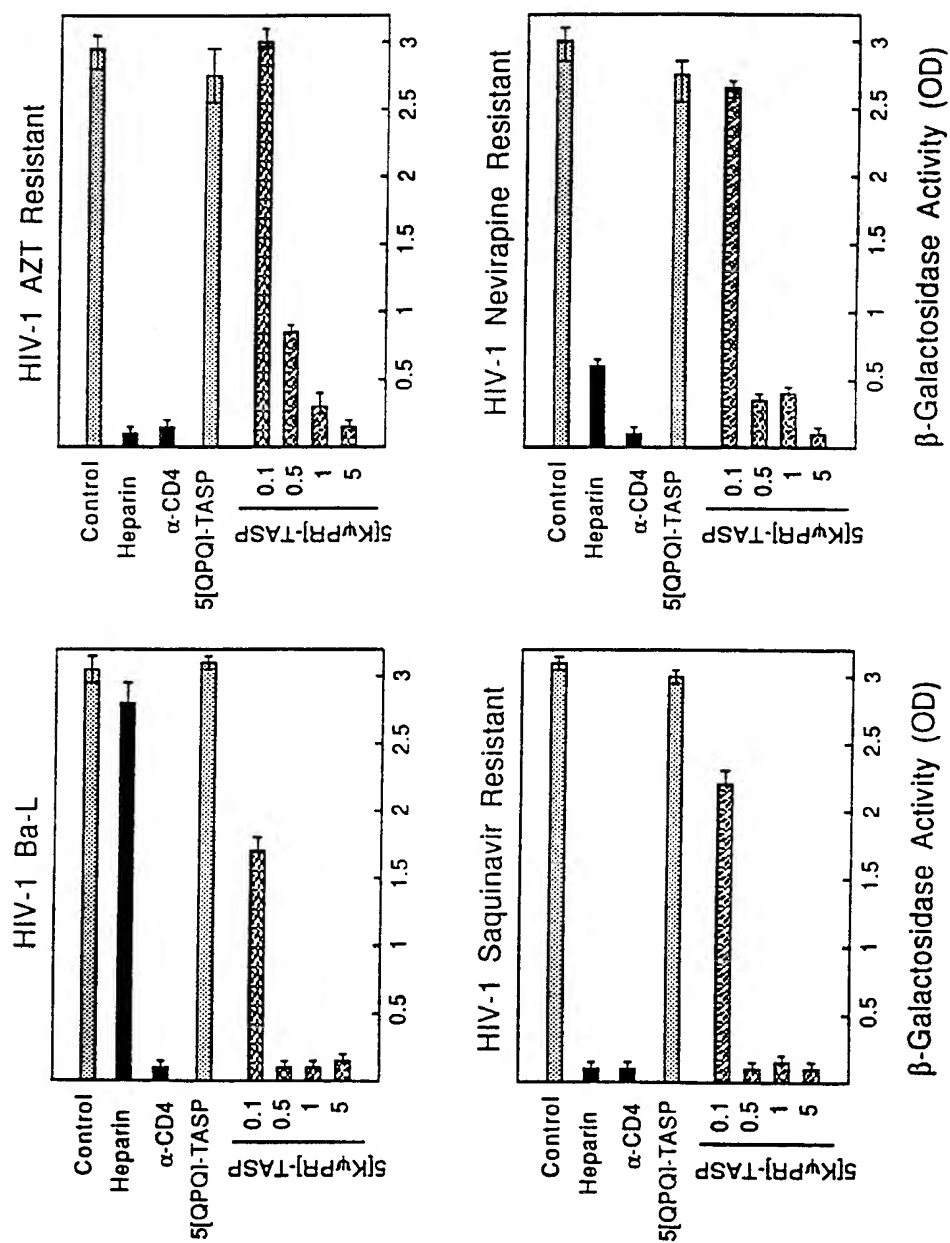 HIV-1 Ba-L
Control
Heparin
α-CD4
5[QPQ]-TASP
0.1
0.5
1
5
5[KψPR]-TASP
0.5
1
1.5
2
2.5
3
HIV-1 AZT Resistant
Control
Heparin
α-CD4
5[QPQ]-TASP
0.1
0.5
1
5
5[KψPR]-TASP
0.5
1
1.5
2
2.5
3
HIV-1 Saquinavir Resistant
Control
Heparin
α-CD4
5[QPQ]-TASP
0.1
0.5
1
5
5[KψPR]-TASP
0.5
1
1.5
2
2.5
3
β-Galactosidase Activity (OD)
HIV-1 Nevirapine Resistant
Control
Heparin
α-CD4
5[QPQ]-TASP
0.1
0.5
1
5
5[KψPR]-TASP
0.5
1
1.5
2
2.5
3
β-Galactosidase Activity (OD)